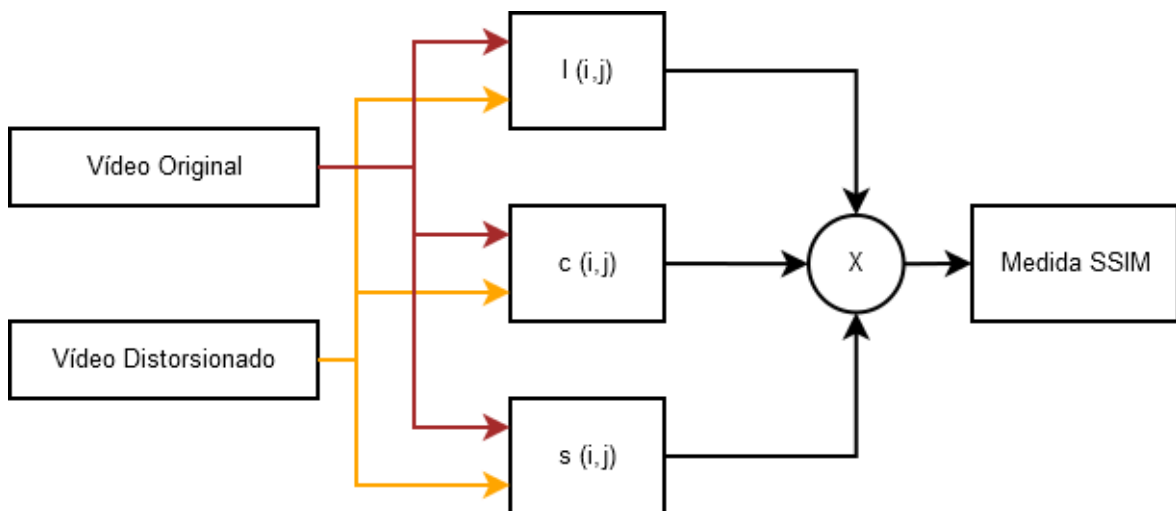 l (i,j)
Vídeo Original
c (i,j)
X
Medida SSIM
Vídeo Distorsionado
s (i,j)